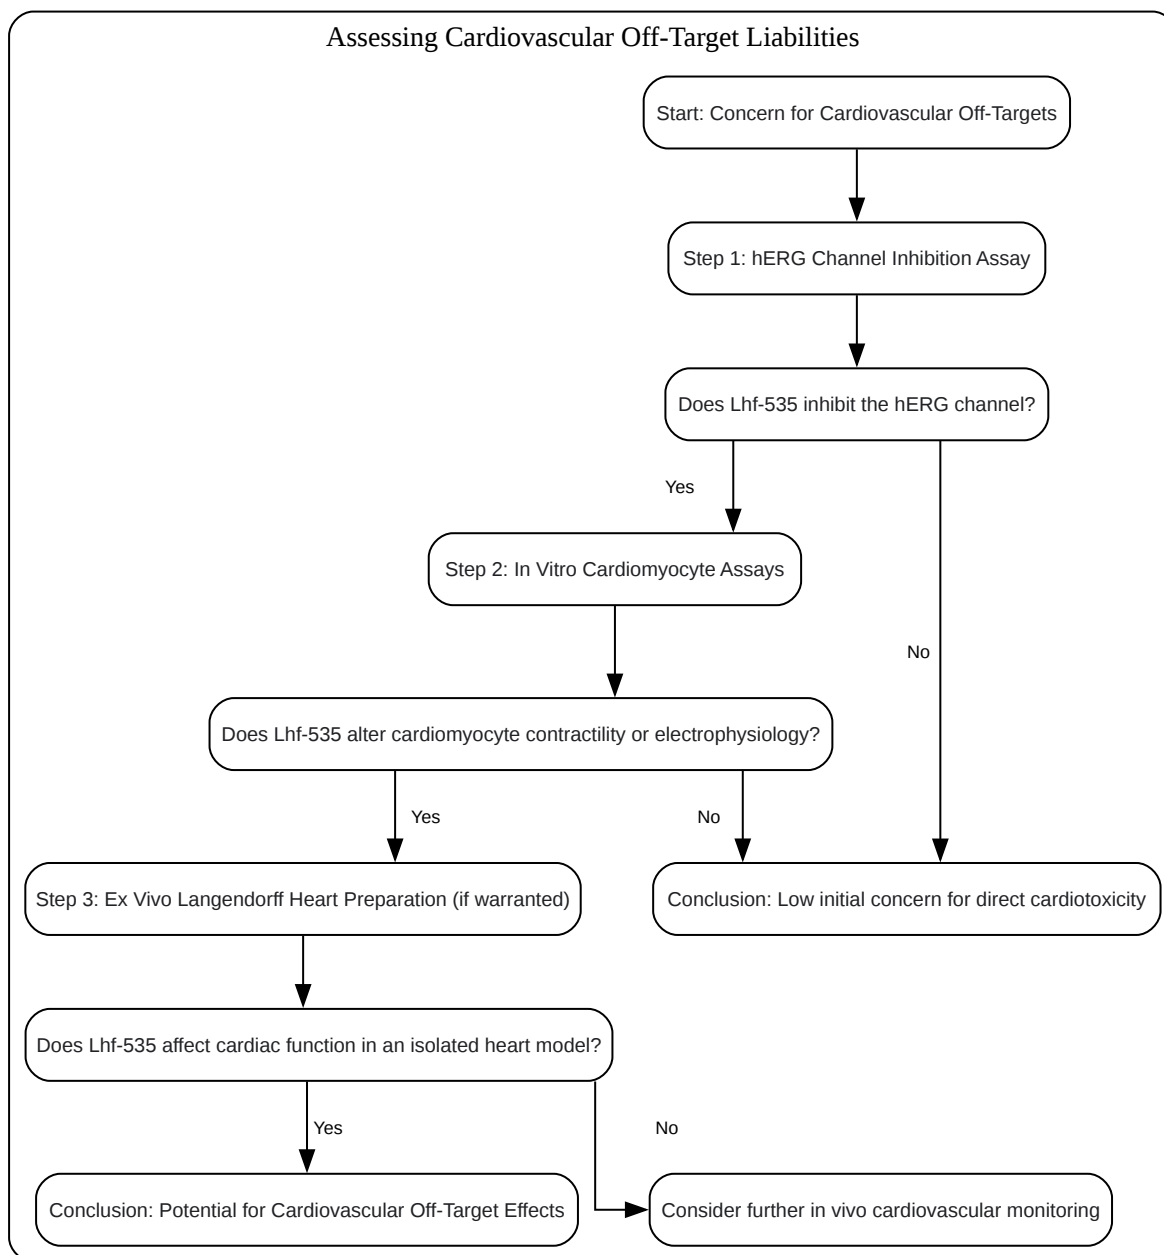 Assessing Cardiovascular Off-Target Liabilities
Start: Concern for Cardiovascular Off-Targets
Step 1: hERG Channel Inhibition Assay
Does Lhf-535 inhibit the hERG channel?
Yes
Step 2: In Vitro Cardiomyocyte Assays
No
Does Lhf-535 alter cardiomyocyte contractility or electrophysiology?
Yes
No
Step 3: Ex Vivo Langendorff Heart Preparation (if warranted)
Conclusion: Low initial concern for direct cardiotoxicity
Does Lhf-535 affect cardiac function in an isolated heart model?
Yes
No
Conclusion: Potential for Cardiovascular Off-Target Effects
Consider further in vivo cardiovascular monitoring